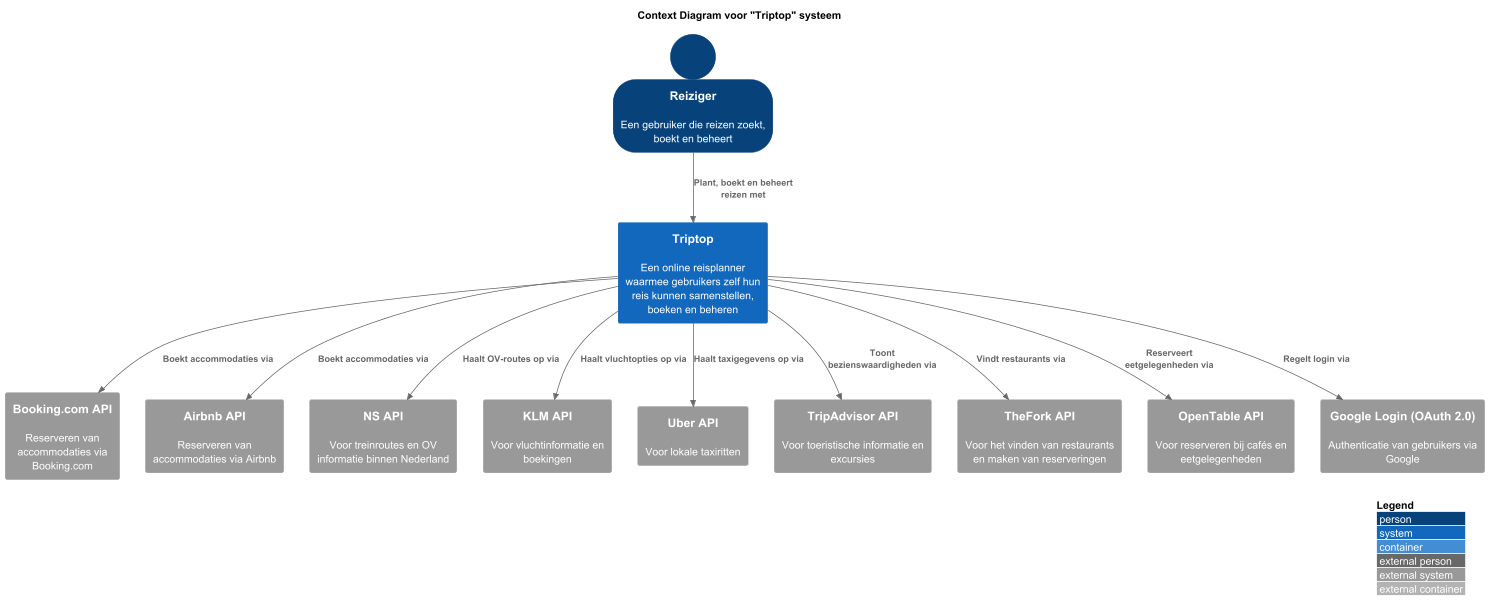 Context Diagram voor "Triptop" systeem
Reiziger
Een gebruiker die reizen zoekt,
boekt en beheert
Plant, boekt en beheert
reizen met
Triptop
Een online reisplanner
waarmee gebruikers zelf hun
reis kunnen samenstellen,
boeken en beheren
Boekt accommodaties via
Boekt accommodaties via
Haalt OV-routes op via
Haalt vluchtopties op via
Haalt taxigegevens op via
Toont
bezienswaardigheden via
Vindt restaurants via
Reserveert
eetgelegenheden via
Regelt login via
Booking.com API
Reserveren van
accommodaties via
Booking.com
Airbnb API
Reserveren van
accommodaties via Airbnb
NS API
Voor treinroutes en OV
informatie binnen Nederland
KLM API
Voor vluchtinformatie en
boekingen
Uber API
Voor lokale taxiritten
TripAdvisor API
Voor toeristische informatie en
excursies
TheFork API
Voor het vinden van restaurants
en maken van reserveringen
OpenTable API
Voor reserveren bij cafés en
eetgelegenheden
Google Login (OAuth 2.0)
Authenticatie van gebruikers via
Google
Legend
person
system
container
external person
external system
external container